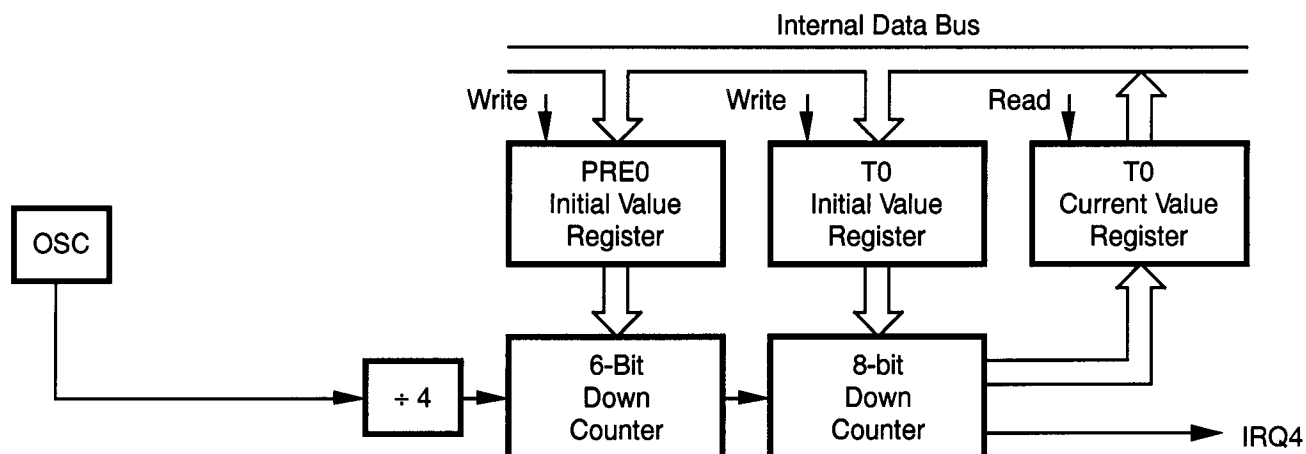 Internal Data Bus
Write
Write
Read
PRE0
Initial Value
Register
T0
Initial Value
Register
T0
Current Value
Register
OSC
÷ 4
6-Bit
Down
Counter
8-bit
Down
Counter
IRQ4